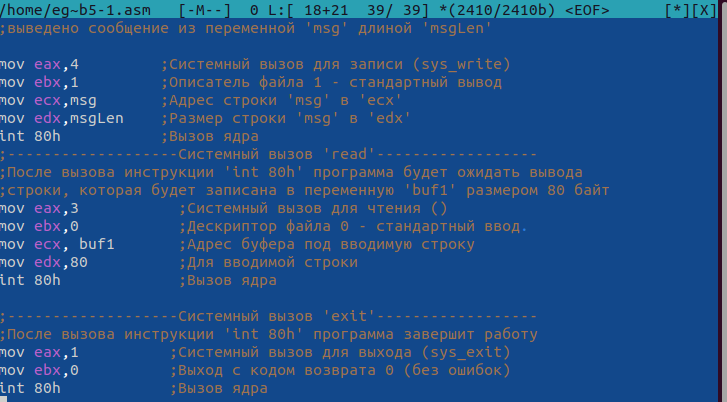 /home/eg~b5-1.asm   [-M--]  0 L:[ 18+21  39/ 39] *(2410/2410b) <EOF>      [*][X]
;выведено сообщение из переменной 'msg' длиной 'msgLen'
mov eax,4         ;Системный вызов для записи (sys_write)
mov ebx,1         ;Описатель файла 1 - стандартный вывод
mov ecx,msg       ;Адрес строки 'msg' в 'ecx'
mov edx,msgLen    ;Размер строки 'msg' в 'edx'
int 80h           ;Вызов ядра
;-------------------Системный вызов 'read'------------------
;После вызова инструкции 'int 80h' программа будет ожидать вывода
;строки, которая будет записана в переменную 'buf1' размером 80 байт
mov eax,3           ;Системный вызов для чтения ()
mov ebx,0           ;Дескриптор файла 0 - стандартный ввод.
mov ecx, buf1       ;Адрес буфера под вводимую строку
mov edx,80          ;Для вводимой строки
int 80h             ;Вызов ядра
;-------------------Системный вызов 'exit'------------------
;После вызова инструкции 'int 80h' программа завершит работу
mov eax,1          ;Системный вызов для выхода (sys_exit)
mov ebx,0          ;Выход с кодом возврата 0 (без ошибок)
int 80h            ;Вызов ядра